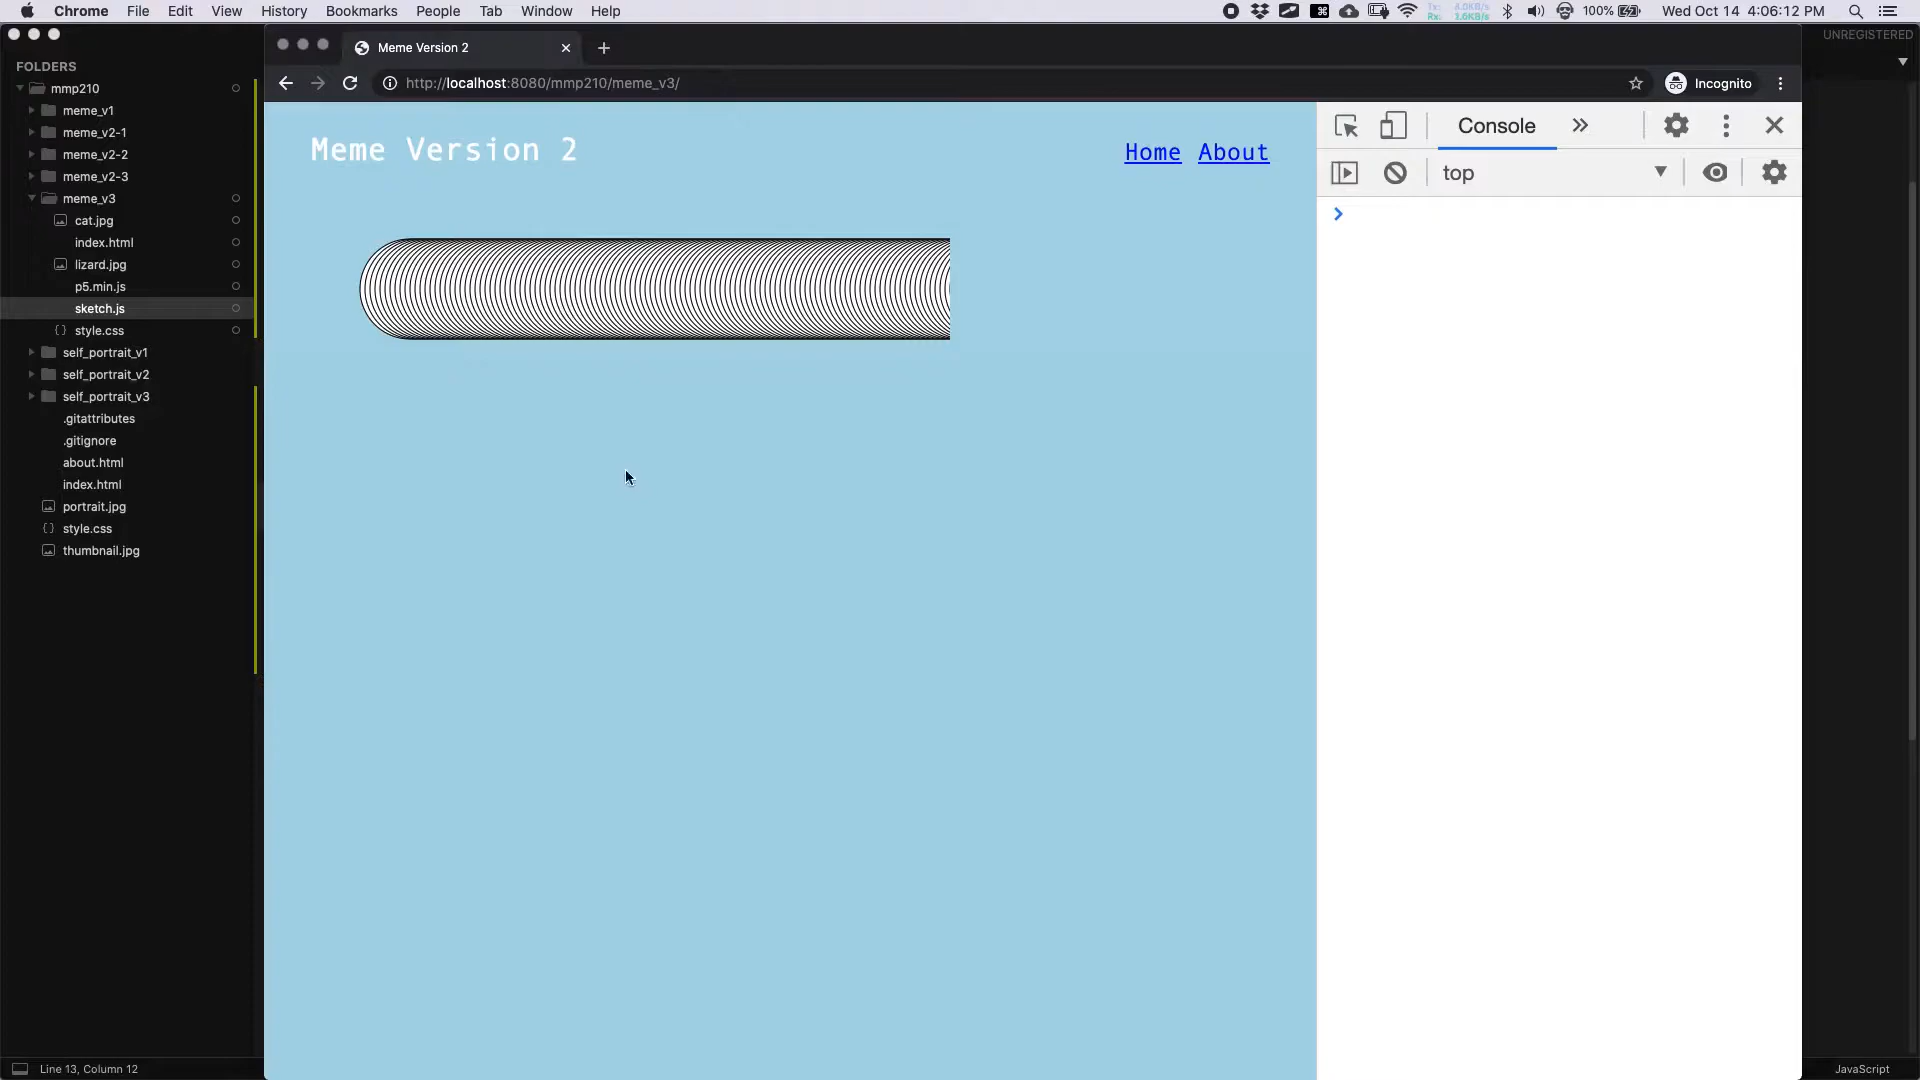 Chrome File Edit View History Bookmarks People Tab Window Help
100% Wed Oct 14 4:06:12 PM
UNREGISTERED
FOLDERS
mmp210
meme_v1
meme_v2-1
meme_v2-2
meme_v2-3
meme_v3
cat.jpg
index.html
lizard.jpg
p5.min.js
sketch.js
{} style.css
self_portrait_v1
self_portrait_v2
self_portrait_v3
.gitattributes
.gitignore
about.html
index.html
portrait.jpg
{} style.css
thumbnail.jpg
Meme Version 2
http://localhost:8080/mmp210/meme_v3/
Incognito
Meme Version 2
Home About
Console
top
Line 13, Column 12
JavaScript